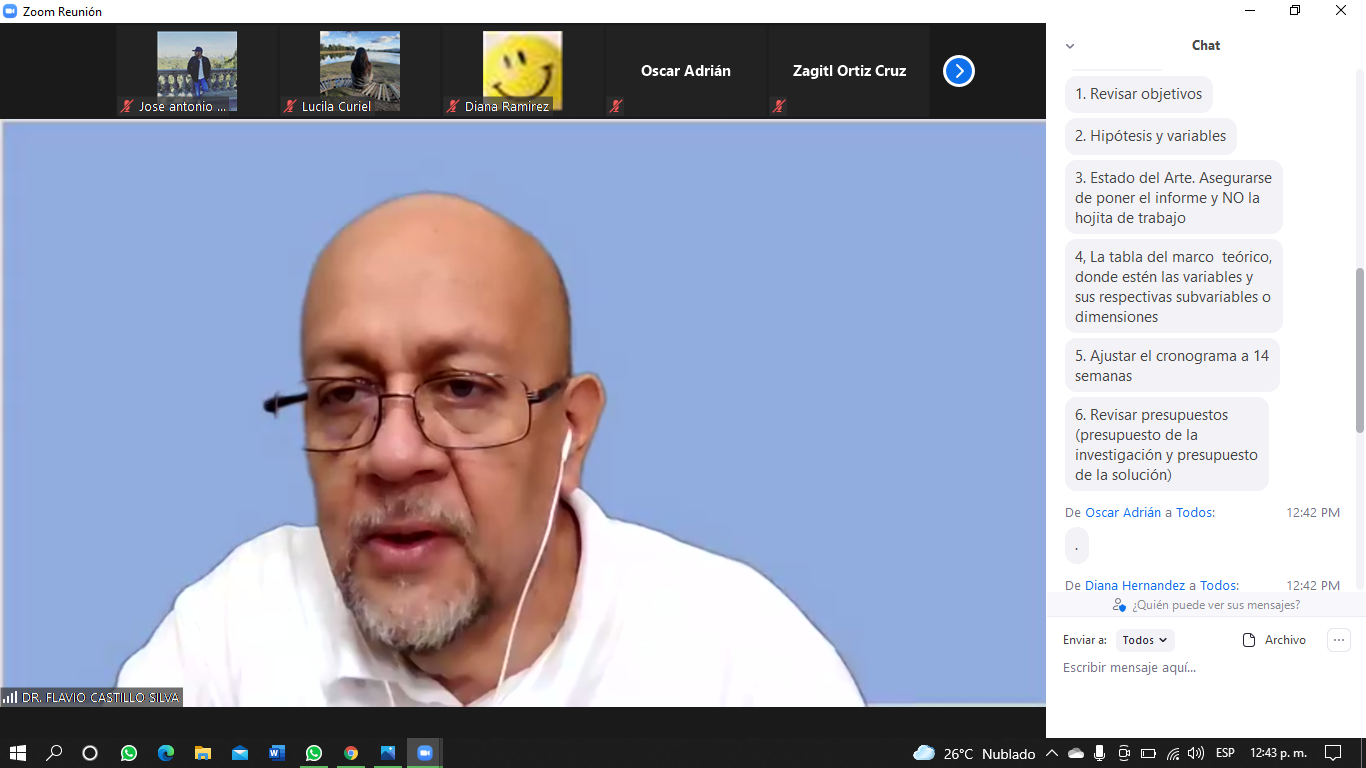 Zoom Reunión
Jose antonio ...
Lucila Curiel
Diana Ramirez
Oscar Adrián
Zagitl Ortiz Cruz
DR. FLAVIO CASTILLO SILVA
Chat
1. Revisar objetivos
2. Hipótesis y variables
3. Estado del Arte. Asegurarse
de poner el informe y NO la
hojita de trabajo
4, La tabla del marco teórico,
donde estén las variables y
sus respectivas subvariables o
dimensiones
5. Ajustar el cronograma a 14
semanas
6. Revisar presupuestos
(presupuesto de la
investigación y presupuesto
de la solución)
De Oscar Adrián a Todos: 12:42 PM
.
De Diana Hernandez a Todos: 12:42 PM
¿Quién puede ver sus mensajes?
Enviar a: Todos Archivo ...
Escribir mensaje aquí...
26°C Nublado ESP 12:43 p. m.